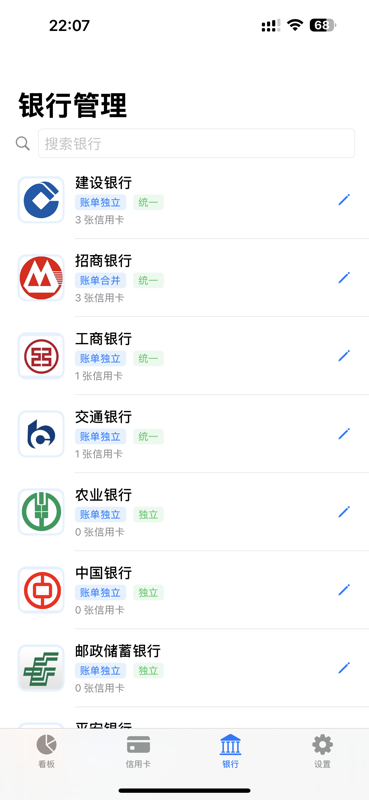 22:07
68
银行管理
搜索银行
建设银行
账单独立 统一
3 张信用卡
招商银行
账单合并 统一
3 张信用卡
工商银行
账单独立 统一
1 张信用卡
交通银行
账单独立 统一
1 张信用卡
农业银行
账单独立 独立
0 张信用卡
中国银行
账单独立 独立
0 张信用卡
邮政储蓄银行
账单独立 独立
0 张信用卡
平安银行
看板 信用卡 银行 设置